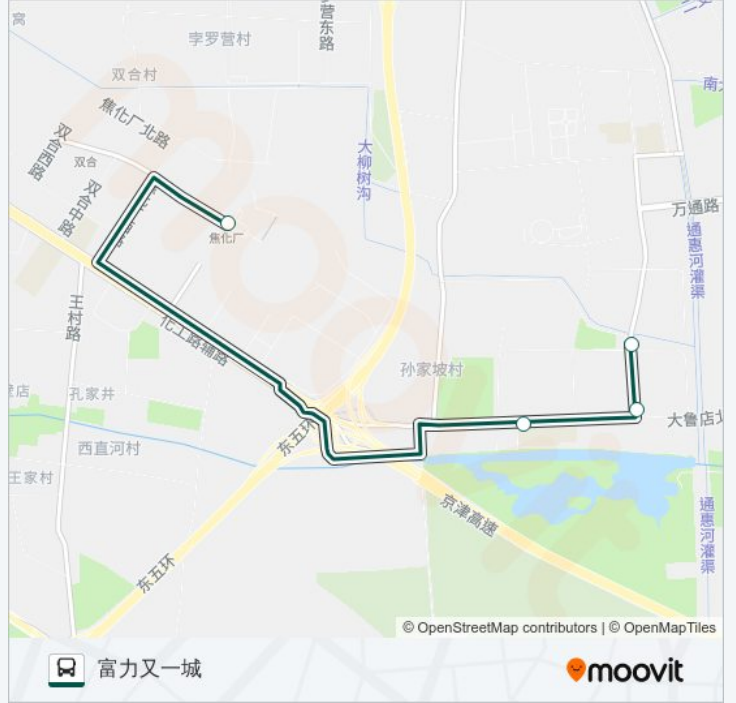 窝
孛罗营村
营东路
双合村
焦化厂北路
南
双合西路
双合
大柳树沟
双合中路
万通路
焦化厂
通惠河灌渠
王村路
化工路辅路
孙家坡村
孔家井
店
大鲁店北
东五环
西直河村
王家村
京津高速
通惠河灌渠
东五环
© OpenStreetMap contributors | © OpenMapTiles
富力又一城
moovit